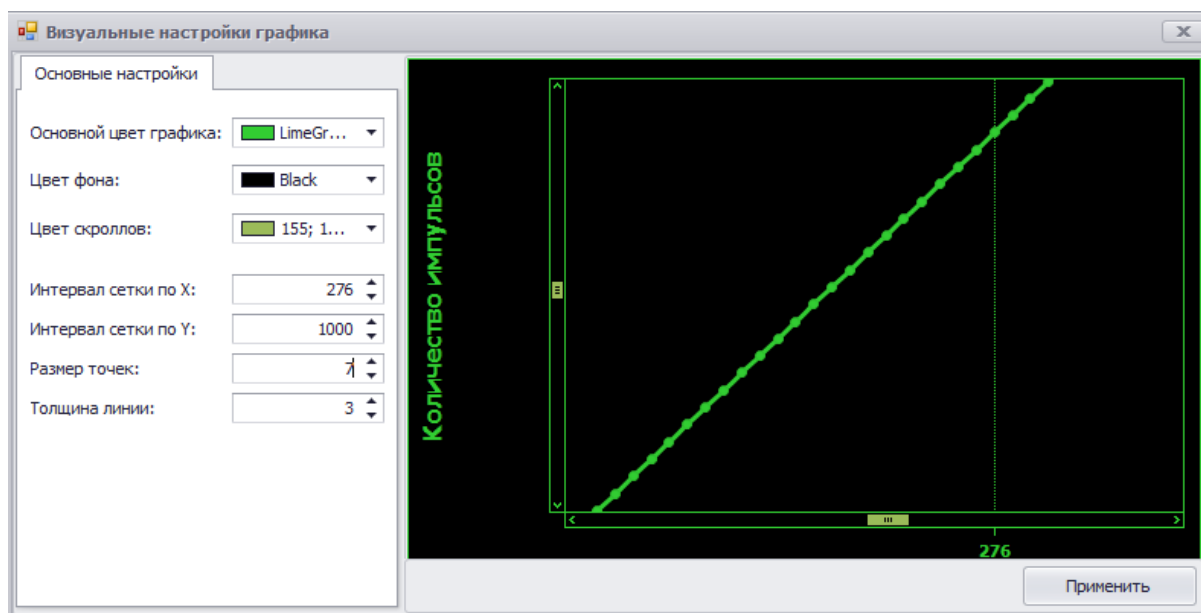 Визуальные настройки графика
Основные настройки
Основной цвет графика: LimeGr...
Цвет фона: Black
Цвет скроллов: 155; 1...
Интервал сетки по X: 276
Интервал сетки по Y: 1000
Размер точек: 7
Толщина линии: 3
Количество импульсов
276
Применить